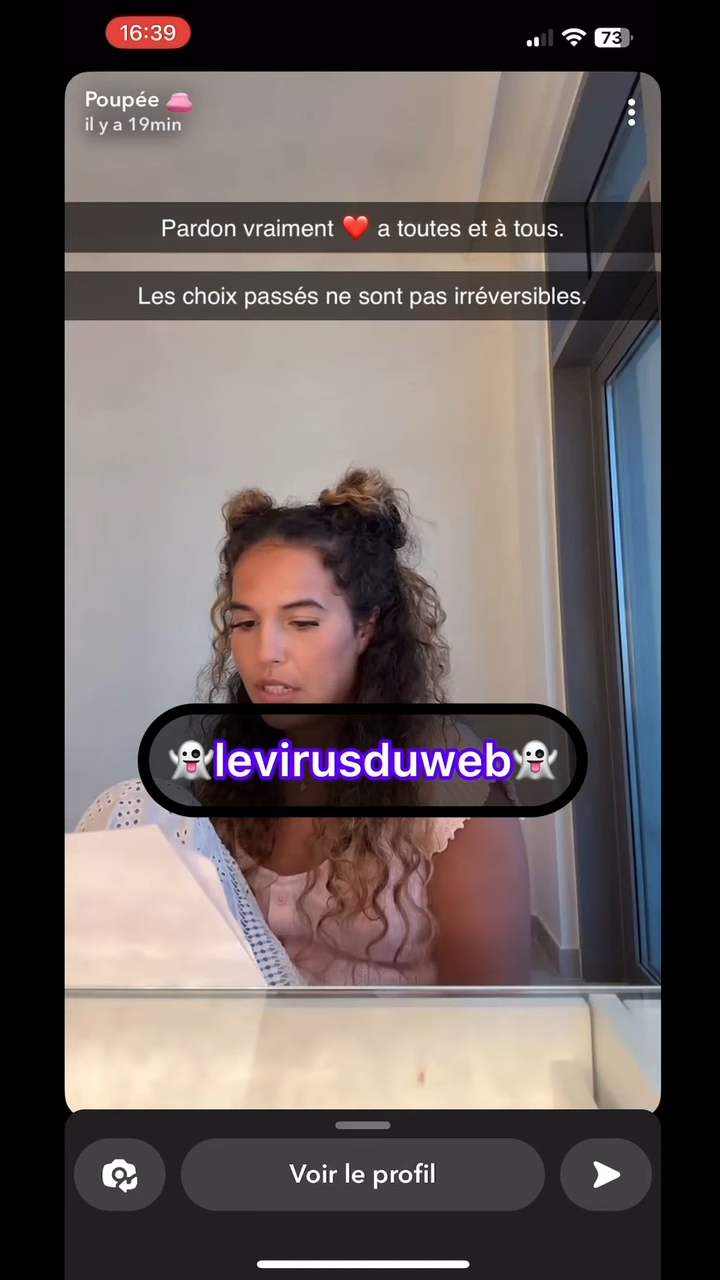 16:39
73
Poupée 👛
il y a 19min
Pardon vraiment ❤️ a toutes et à tous.
Les choix passés ne sont pas irréversibles.
👻levirusduweb👻
Voir le profil